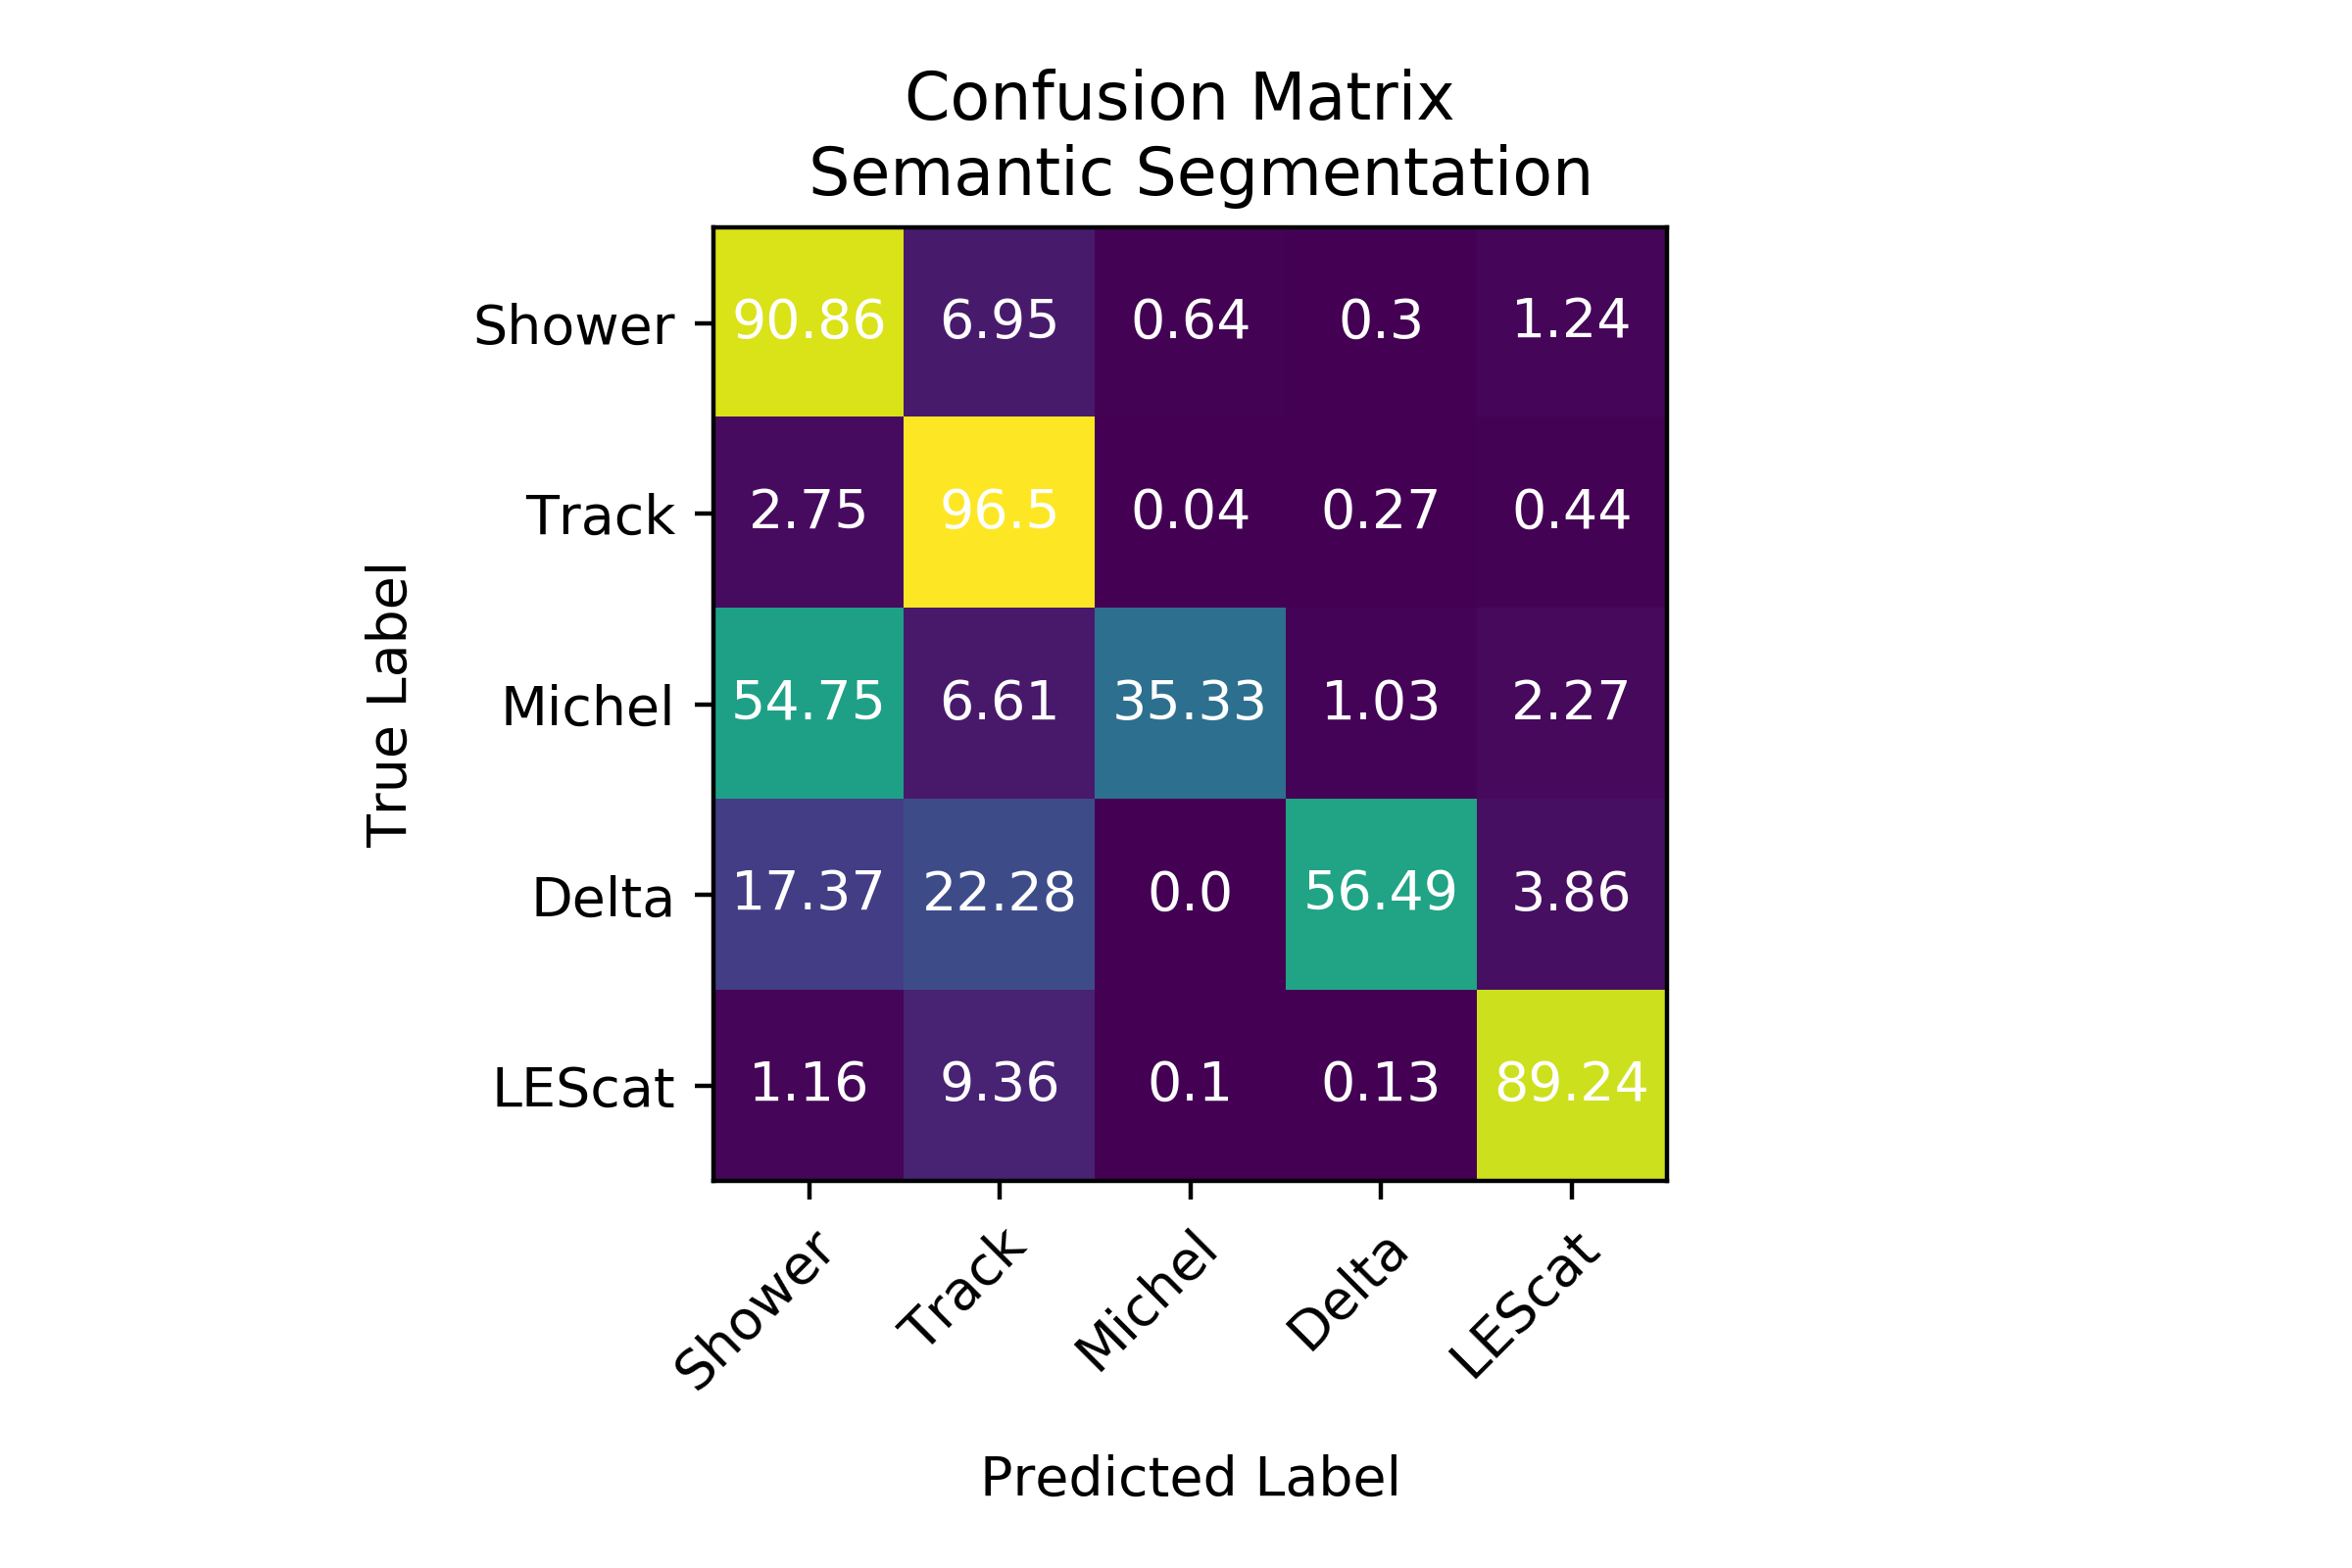 Confusion Matrix
Semantic Segmentation
True Label
Shower 90.86 6.95 0.64 0.3 1.24
Track 2.75 96.5 0.04 0.27 0.44
Michel 54.75 6.61 35.33 1.03 2.27
Delta 17.37 22.28 0.0 56.49 3.86
LEScat 1.16 9.36 0.1 0.13 89.24
Shower Track Michel Delta LEScat
Predicted Label